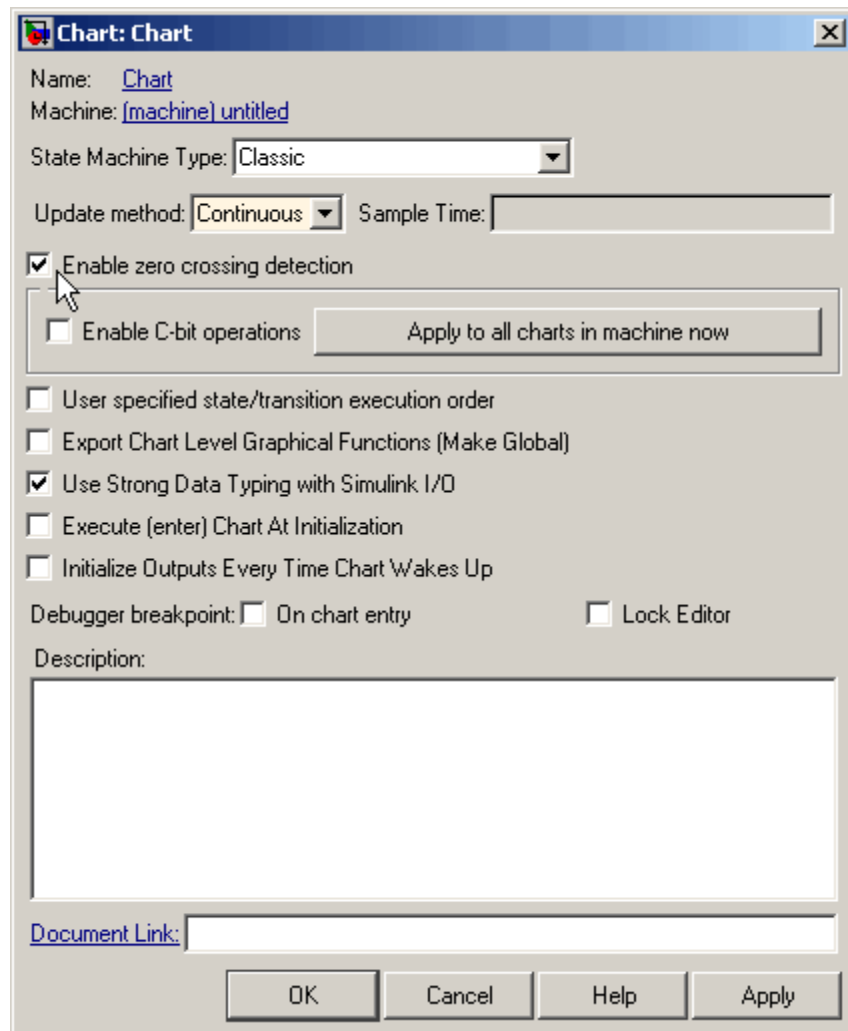 Chart: Chart
Name: Chart
Machine: (machine) untitled
State Machine Type: Classic
Update method: Continuous Sample Time:
Enable zero crossing detection
Enable C-bit operations Apply to all charts in machine now
User specified state/transition execution order
Export Chart Level Graphical Functions (Make Global)
Use Strong Data Typing with Simulink I/O
Execute (enter) Chart At Initialization
Initialize Outputs Every Time Chart Wakes Up
Debugger breakpoint: On chart entry Lock Editor
Description:
Document Link:
OK Cancel Help Apply